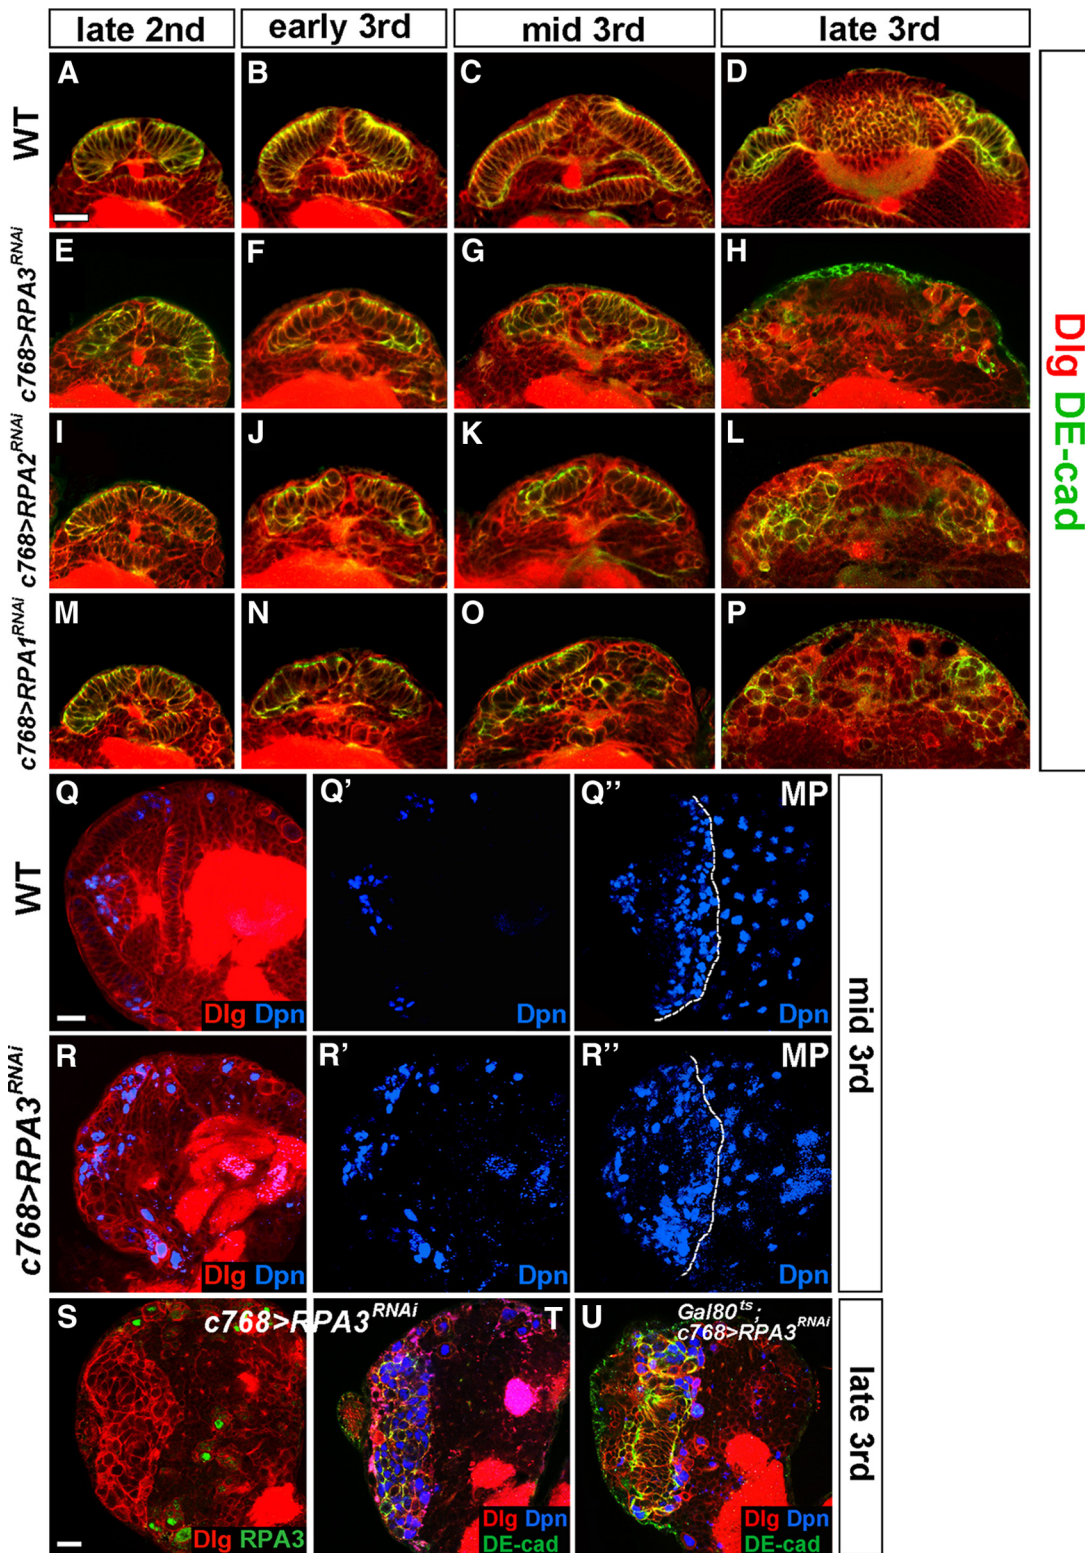 late 2nd
early 3rd
mid 3rd
late 3rd
WT
A
B
C
D
c768>RPA3RNAi
E
F
G
H
c768>RPA2RNAi
I
J
K
L
c768>RPA1RNAi
M
N
O
P
Dlg DE-cad
WT
Q
Dlg Dpn
Q'
Dpn
Q''
MP
Dpn
c768>RPA3RNAi
R
Dlg Dpn
R'
Dpn
R''
MP
Dpn
mid 3rd
S
c768>RPA3RNAi
T
U
Gal80ts;
c768>RPA3RNAi
Dlg RPA3
Dlg Dpn
DE-cad
Dlg Dpn
DE-cad
late 3rd